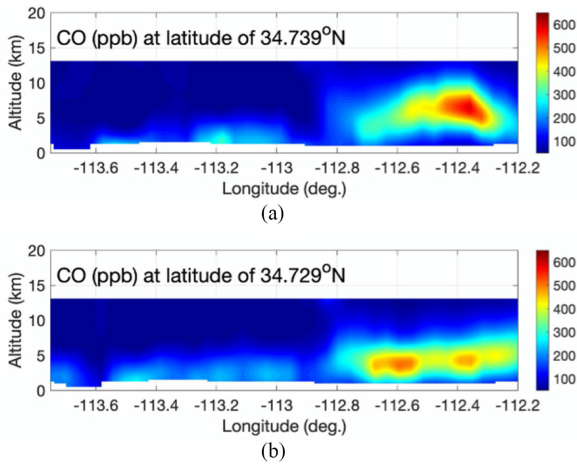 CO (ppb) at latitude of 34.739°N
Altitude (km)
20
15
10
5
0
-113.6 -113.4 -113.2 -113 -112.8 -112.6 -112.4 -112.2
Longitude (deg.)
600
500
400
300
200
100
(a)
CO (ppb) at latitude of 34.729°N
Altitude (km)
20
15
10
5
0
-113.6 -113.4 -113.2 -113 -112.8 -112.6 -112.4 -112.2
Longitude (deg.)
600
500
400
300
200
100
(b)